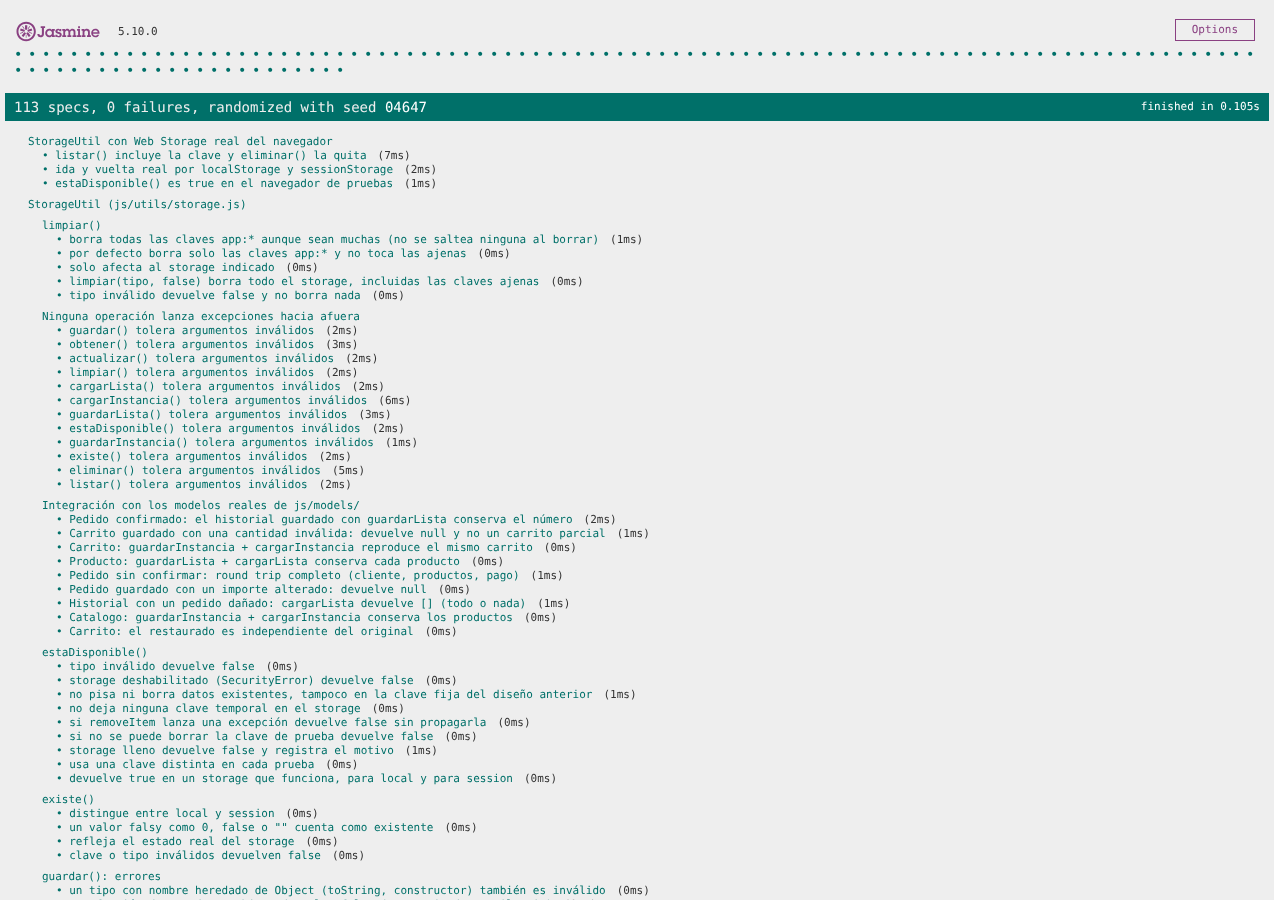 Jasmine 5.10.0 Options
113 specs, 0 failures, randomized with seed 04647 finished in 0.105s
StorageUtil con Web Storage real del navegador
• listar() incluye la clave y eliminar() la quita (7ms)
• ida y vuelta real por localStorage y sessionStorage (2ms)
• estaDisponible() es true en el navegador de pruebas (1ms)
StorageUtil (js/utils/storage.js)
limpiar()
• borra todas las claves app:* aunque sean muchas (no se saltea ninguna al borrar) (1ms)
• por defecto borra solo las claves app:* y no toca las ajenas (0ms)
• solo afecta al storage indicado (0ms)
• limpiar(tipo, false) borra todo el storage, incluidas las claves ajenas (0ms)
• tipo inválido devuelve false y no borra nada (0ms)
Ninguna operación lanza excepciones hacia afuera
• guardar() tolera argumentos inválidos (2ms)
• obtener() tolera argumentos inválidos (3ms)
• actualizar() tolera argumentos inválidos (2ms)
• limpiar() tolera argumentos inválidos (2ms)
• cargarLista() tolera argumentos inválidos (2ms)
• cargarInstancia() tolera argumentos inválidos (6ms)
• guardarLista() tolera argumentos inválidos (3ms)
• estaDisponible() tolera argumentos inválidos (2ms)
• guardarInstancia() tolera argumentos inválidos (1ms)
• existe() tolera argumentos inválidos (2ms)
• eliminar() tolera argumentos inválidos (5ms)
• listar() tolera argumentos inválidos (2ms)
Integración con los modelos reales de js/models/
• Pedido confirmado: el historial guardado con guardarLista conserva el número (2ms)
• Carrito guardado con una cantidad inválida: devuelve null y no un carrito parcial (1ms)
• Carrito: guardarInstancia + cargarInstancia reproduce el mismo carrito (0ms)
• Producto: guardarLista + cargarLista conserva cada producto (0ms)
• Pedido sin confirmar: round trip completo (cliente, productos, pago) (1ms)
• Pedido guardado con un importe alterado: devuelve null (0ms)
• Historial con un pedido dañado: cargarLista devuelve [] (todo o nada) (1ms)
• Catalogo: guardarInstancia + cargarInstancia conserva los productos (0ms)
• Carrito: el restaurado es independiente del original (0ms)
estaDisponible()
• tipo inválido devuelve false (0ms)
• storage deshabilitado (SecurityError) devuelve false (0ms)
• no pisa ni borra datos existentes, tampoco en la clave fija del diseño anterior (1ms)
• no deja ninguna clave temporal en el storage (0ms)
• si removeItem lanza una excepción devuelve false sin propagarla (0ms)
• si no se puede borrar la clave de prueba devuelve false (0ms)
• storage lleno devuelve false y registra el motivo (1ms)
• usa una clave distinta en cada prueba (0ms)
• devuelve true en un storage que funciona, para local y para session (0ms)
existe()
• distingue entre local y session (0ms)
• un valor falsy como 0, false o "" cuenta como existente (0ms)
• refleja el estado real del storage (0ms)
• clave o tipo inválidos devuelven false (0ms)
guardar(): errores
• un tipo con nombre heredado de Object (toString, constructor) también es inválido (0ms)